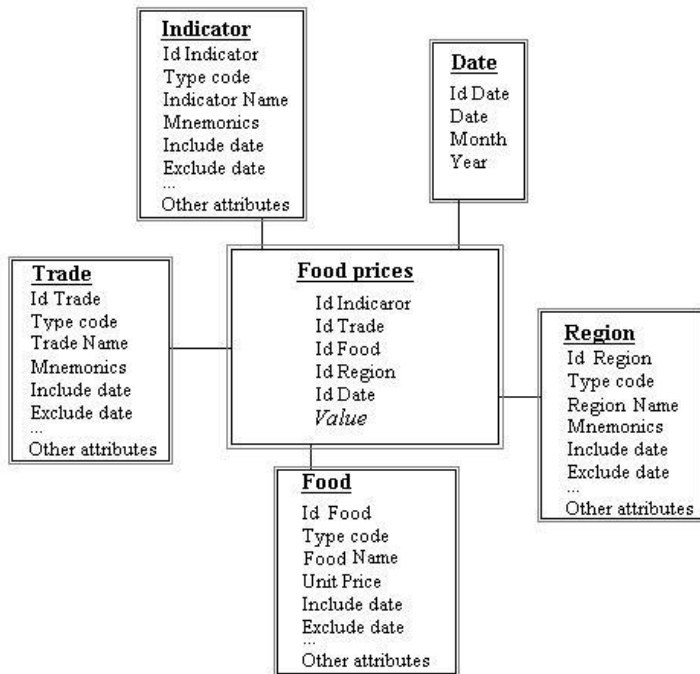 Indicator
Id Indicator
Type code
Indicator Name
Mnemonics
Include date
Exclude date
...
Other attributes
Date
Id Date
Date
Month
Year
Trade
Id Trade
Type code
Trade Name
Mnemonics
Include date
Exclude date
...
Other attributes
Food prices
Id Indicaror
Id Trade
Id Food
Id Region
Id Date
Value
Region
Id Region
Type code
Region Name
Mnemonics
Include date
Exclude date
...
Other attributes
Food
Id Food
Type code
Food Name
Unit Price
Include date
Exclude date
...
Other attributes